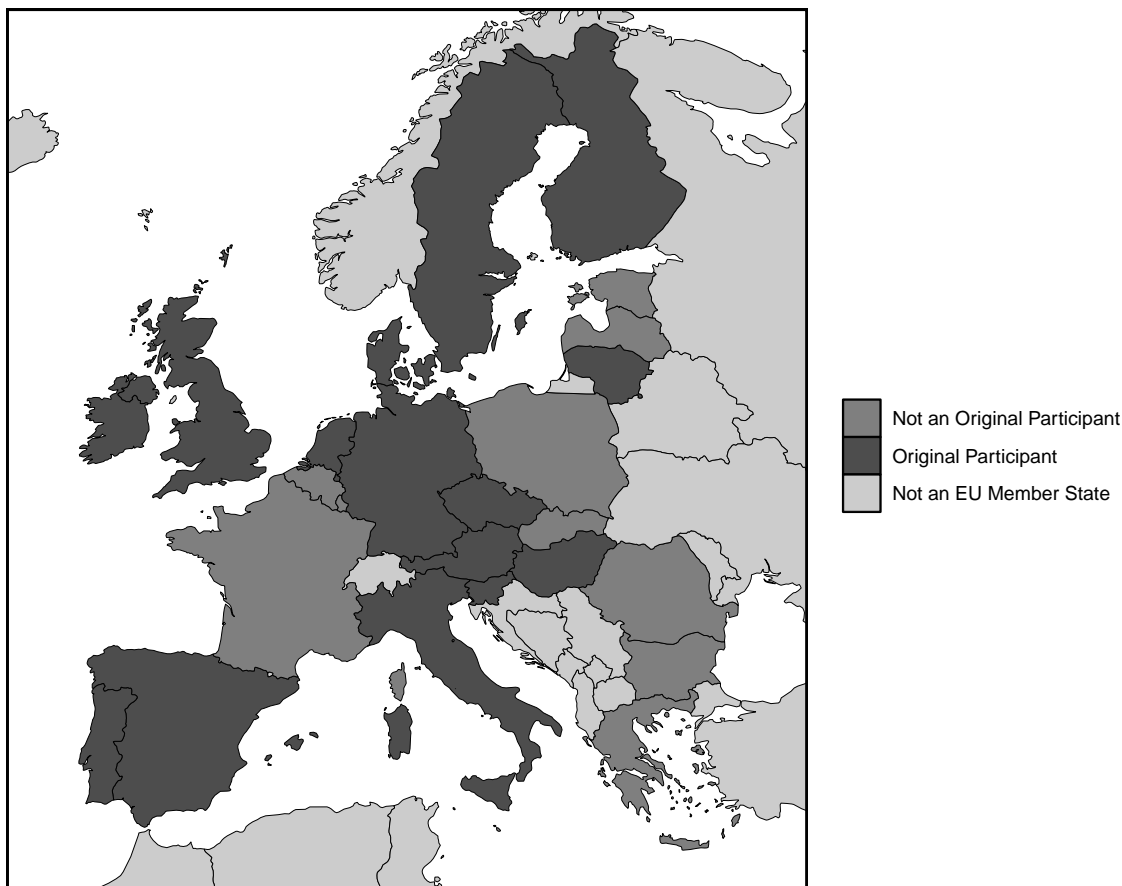 Not an Original Participant
Original Participant
Not an EU Member State